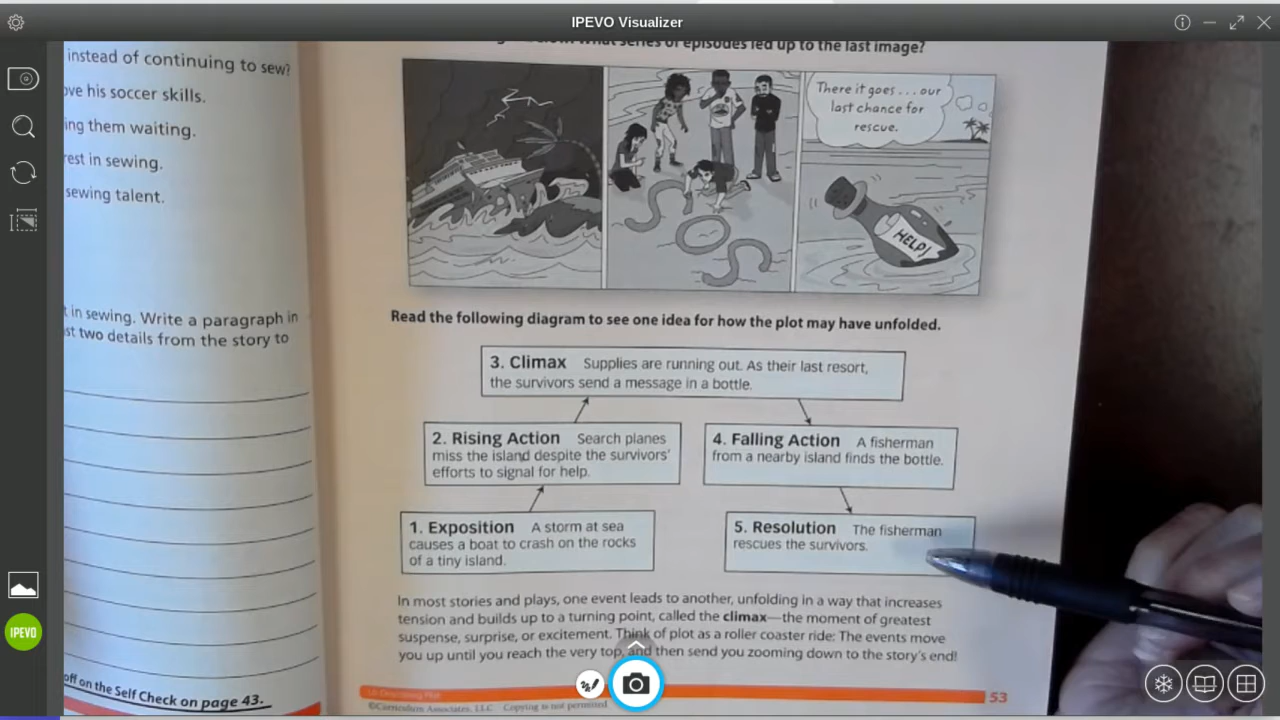 IPEVO Visualizer
instead of continuing to sew?
his soccer skills.
them waiting.
in sewing.
sewing talent.
in sewing. Write a paragraph in
two details from the story to
off on the Self Check on page 43.
series of episodes led up to the last image?
There it goes . . . our
last chance for
rescue.
SOS
HELP!
Read the following diagram to see one idea for how the plot may have unfolded.
3. Climax Supplies are running out. As their last resort,
the survivors send a message in a bottle.
2. Rising Action Search planes
miss the island despite the survivors'
efforts to signal for help.
4. Falling Action A fisherman
from a nearby island finds the bottle.
1. Exposition A storm at sea
causes a boat to crash on the rocks
of a tiny island.
5. Resolution The fisherman
rescues the survivors.
In most stories and plays, one event leads to another, unfolding in a way that increases
tension and builds up to a turning point, called the climax—the moment of greatest
suspense, surprise, or excitement. Think of plot as a roller coaster ride: The events move
you up until you reach the very top, and then send you zooming down to the story's end!
53
©Curriculum Associates, LLC Copying is not permitted
IPEVO